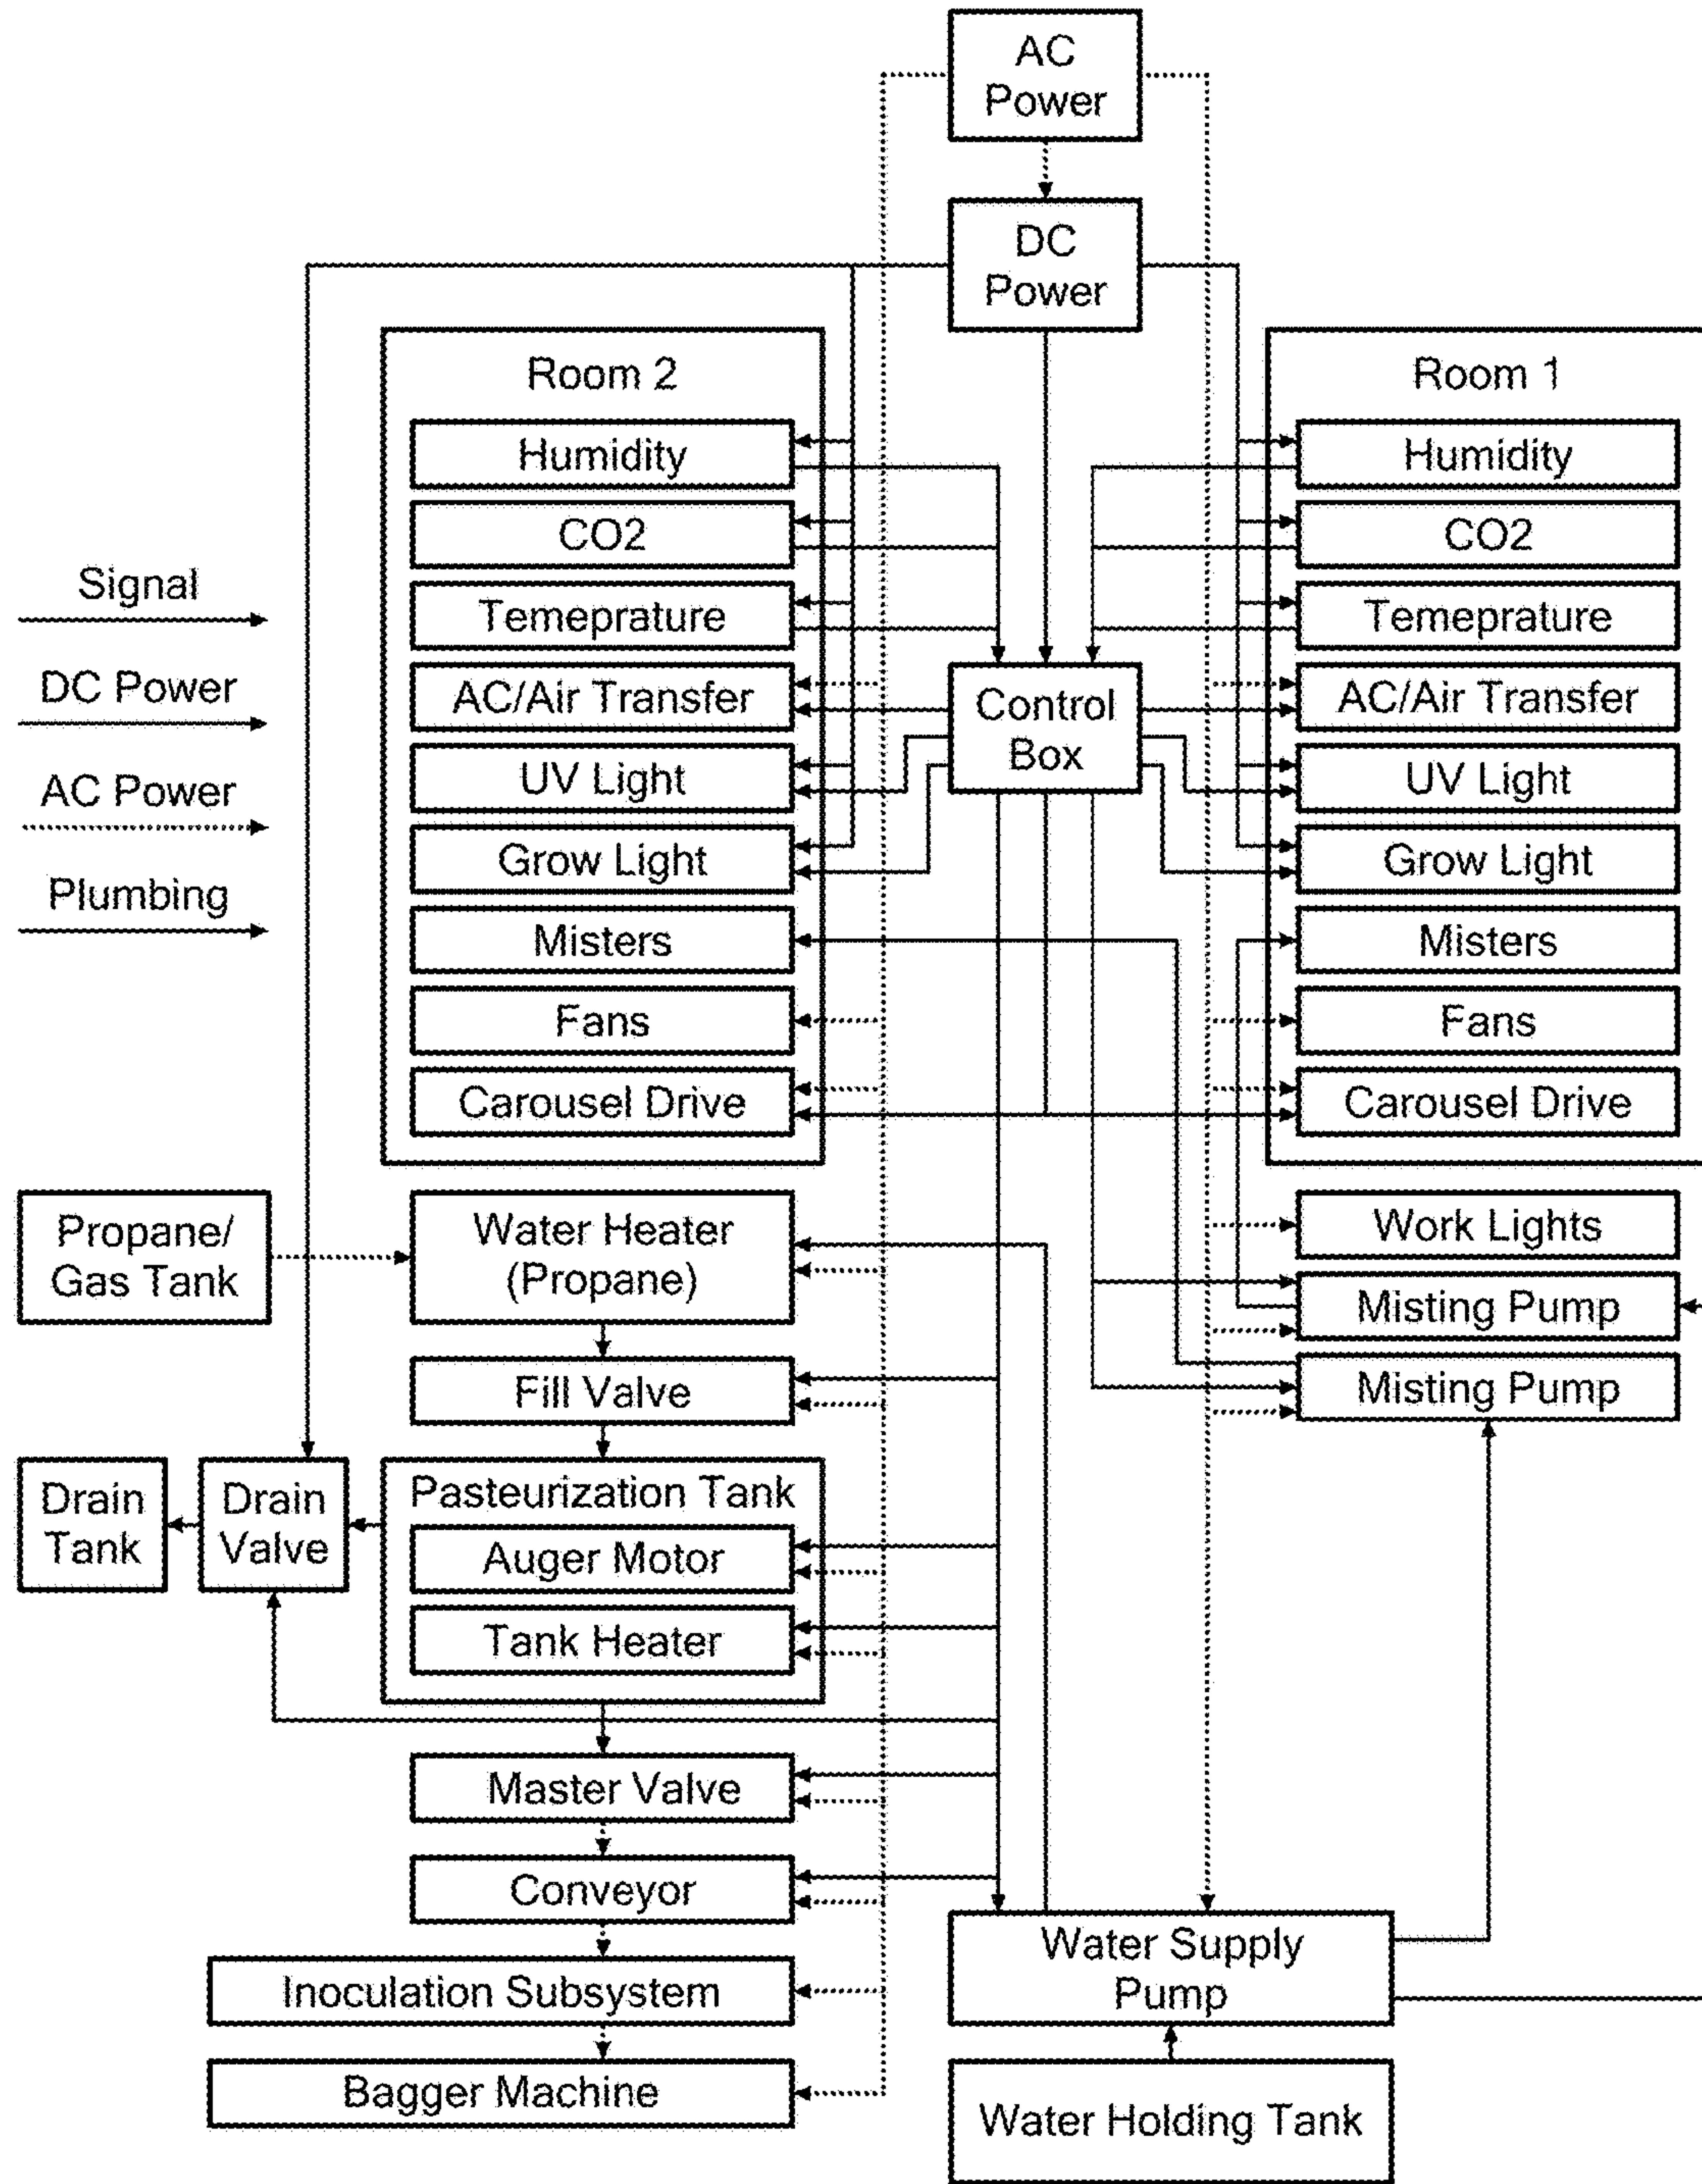 AC
Power
DC
Power
Room 2
Humidity
CO2
Temeprature
AC/Air Transfer
UV Light
Grow Light
Misters
Fans
Carousel Drive
Room 1
Humidity
CO2
Temeprature
AC/Air Transfer
UV Light
Grow Light
Misters
Fans
Carousel Drive
Control
Box
Signal
DC Power
AC Power
Plumbing
Propane/
Gas Tank
Water Heater
(Propane)
Work Lights
Misting Pump
Misting Pump
Fill Valve
Drain
Tank
Drain
Valve
Pasteurization Tank
Auger Motor
Tank Heater
Master Valve
Conveyor
Inoculation Subsystem
Bagger Machine
Water Supply
Pump
Water Holding Tank